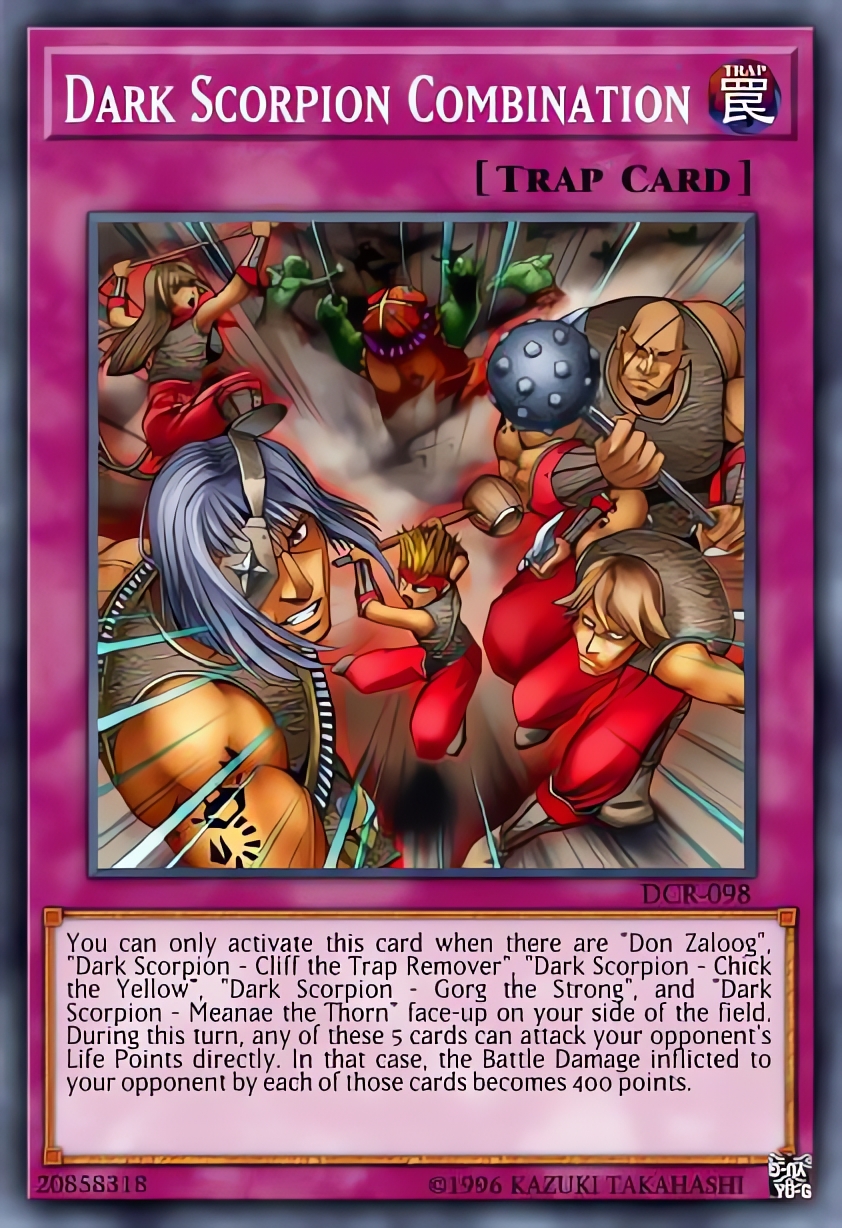 DARK SCORPION COMBINATION
TRAP
罠
[TRAP CARD]
DCR-098
You can only activate this card when there are "Don Zaloog",
"Dark Scorpion - Cliff the Trap Remover", "Dark Scorpion - Chick
the Yellow", "Dark Scorpion - Gorg the Strong", and "Dark
Scorpion - Meanae the Thorn" face-up on your side of the field.
During this turn, any of these 5 cards can attack your opponent's
Life Points directly. In that case, the Battle Damage inflicted to
your opponent by each of those cards becomes 400 points.
20858318
©1996 KAZUKI TAKAHASHI